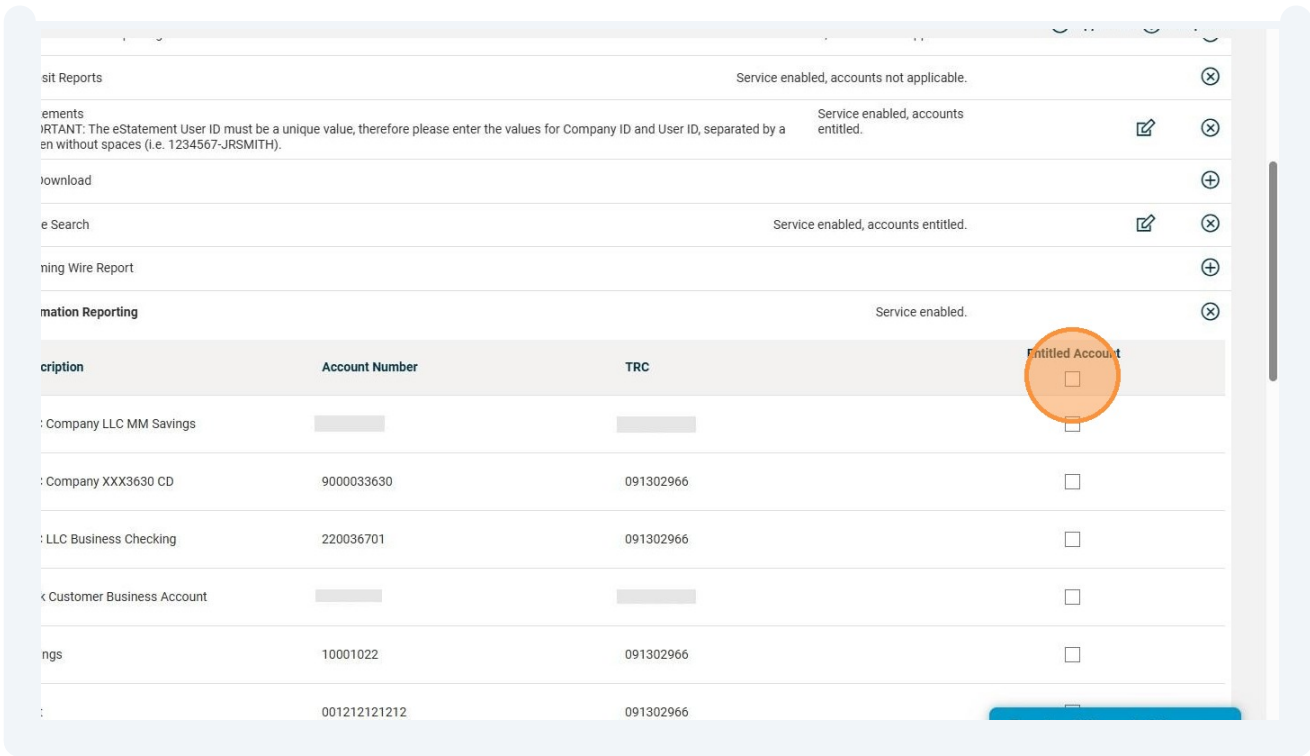 sit Reports Service enabled, accounts not applicable.
ements Service enabled, accounts
ORTANT: The eStatement User ID must be a unique value, therefore please enter the values for Company ID and User ID, separated by a entitled.
en without spaces (i.e. 1234567-JRSMITH).
Download
e Search Service enabled, accounts entitled.
ming Wire Report
mation Reporting Service enabled.
Entitled Account
cription Account Number TRC
Company LLC MM Savings
Company XXX3630 CD 9000033630 091302966
LLC Business Checking 220036701 091302966
k Customer Business Account
ngs 10001022 091302966
001212121212 091302966